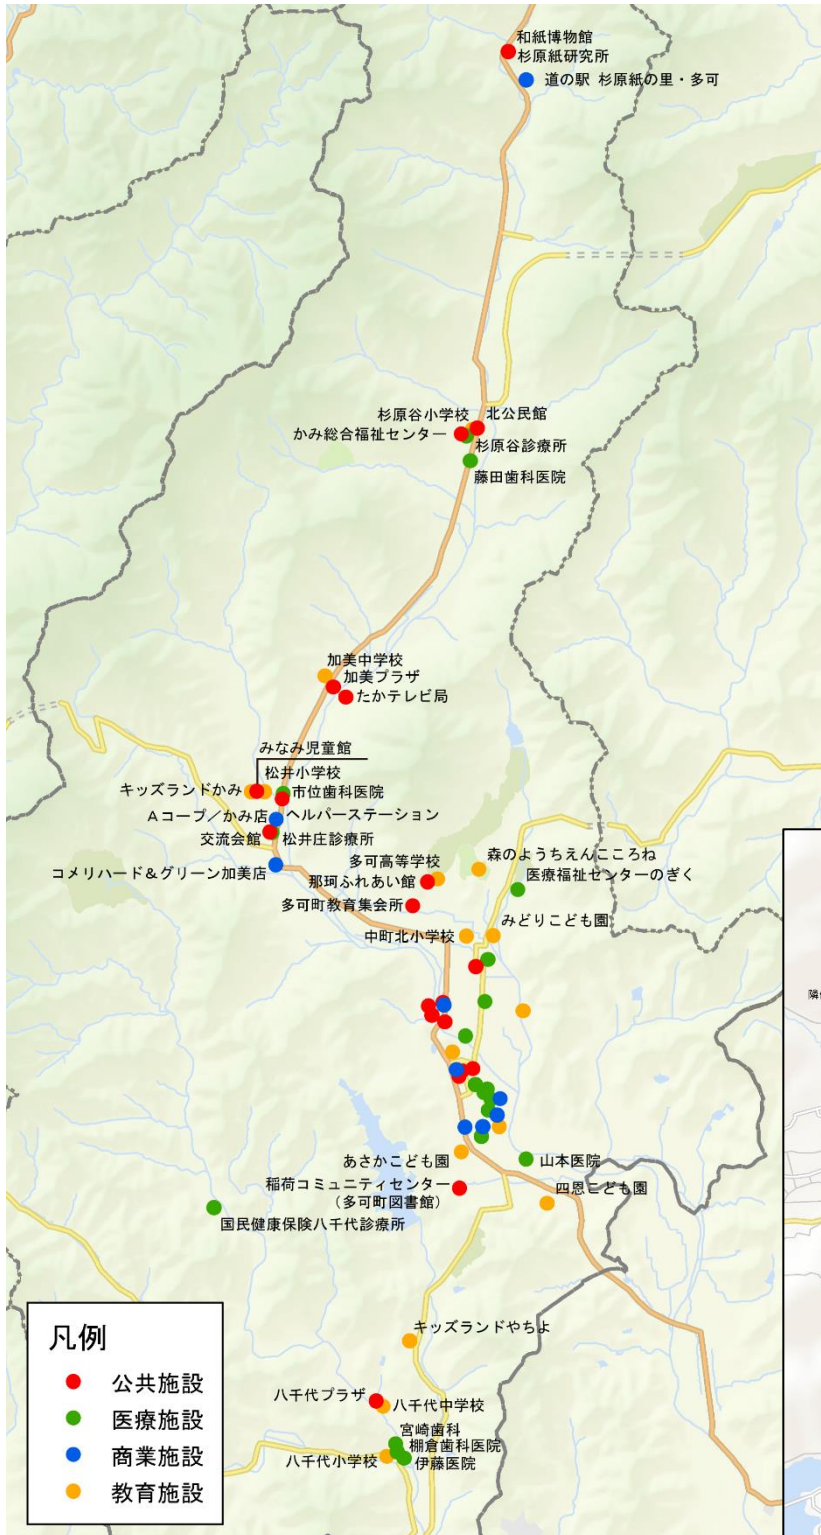 和紙博物館
杉原紙研究所
道の駅 杉原紙の里・多可
杉原谷小学校
北公民館
かみ総合福祉センター
杉原谷診療所
藤田歯科医院
加美中学校
加美プラザ
たかテレビ局
みなみ児童館
松井小学校
キッズランドかみ
市位歯科医院
Aコープ／かみ店
ヘルパーステーション
交流会館
松井庄診療所
コメリハード＆グリーン加美店
多可高等学校
森のようちえんこころね
那珂ふれあい館
医療福祉センターのぎく
多可町教育集会所
みどりこども園
中町北小学校
隣
あさかこども園
山本医院
稲荷コミュニティセンター
（多可町図書館）
四恩こども園
国民健康保険八千代診療所
キッズランドやちよ
八千代プラザ
八千代中学校
宮崎歯科
棚倉歯科医院
八千代小学校
伊藤医院
凡例
公共施設
医療施設
商業施設
教育施設